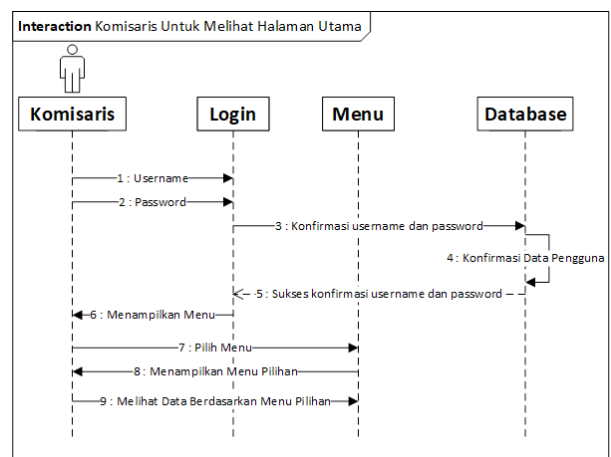 Interaction Komisaris Untuk Melihat Halaman Utama
Komisaris
Login
Menu
Database
1 : Username
2 : Password
3 : Konfirmasi username dan password
4 : Konfirmasi Data Pengguna
5 : Sukses konfirmasi username dan password
6 : Menampilkan Menu
7 : Pilih Menu
8 : Menampilkan Menu Pilihan
9 : Melihat Data Berdasarkan Menu Pilihan